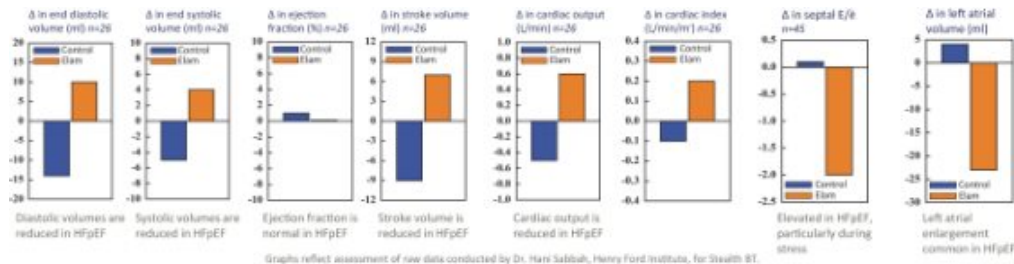 Δ in end diastolic
volume (ml) n=26
20
15
10
5
0
-5
-10
-15
-20
Control
Elam
Diastolic volumes are
reduced in HFpEF
Δ in end systolic
volume (ml) n=26
10
8
6
4
2
0
-2
-4
-6
-8
-10
Control
Elam
Systolic volumes are
reduced in HFpEF
Δ in ejection
fraction (%) n=26
10
8
6
4
2
0
-2
-4
-6
-8
-10
Control
Elam
Ejection fraction is
normal in HFpEF
Δ in stroke volume
(ml) n=26
12
9
6
3
0
-3
-6
-9
-12
Control
Elam
Stroke volume is
reduced in HFpEF
Δ in cardiac output
(L/min) n=26
1.0
0.8
0.6
0.4
0.2
0.0
-0.2
-0.4
-0.6
-0.8
-1.0
Control
Elam
Cardiac output is
reduced in HFpEF
Δ in cardiac index
(L/min/m²) n=26
0.4
0.3
0.2
0.1
0.0
-0.1
-0.2
-0.3
-0.4
Control
Elam
Δ in septal E/e
n=45
0.5
0.0
-0.5
-1.0
-1.5
-2.0
-2.5
Control
Elam
Elevated in HFpEF,
particularly during
stress
Δ in left atrial
volume (ml)
5
0
-5
-10
-15
-20
-25
-30
Control
Elam
Left atrial
enlargement
common in HFpEF
Graphs reflect assessment of raw data conducted by Dr. Hani Sabbah, Henry Ford Institute, for Stealth BT.